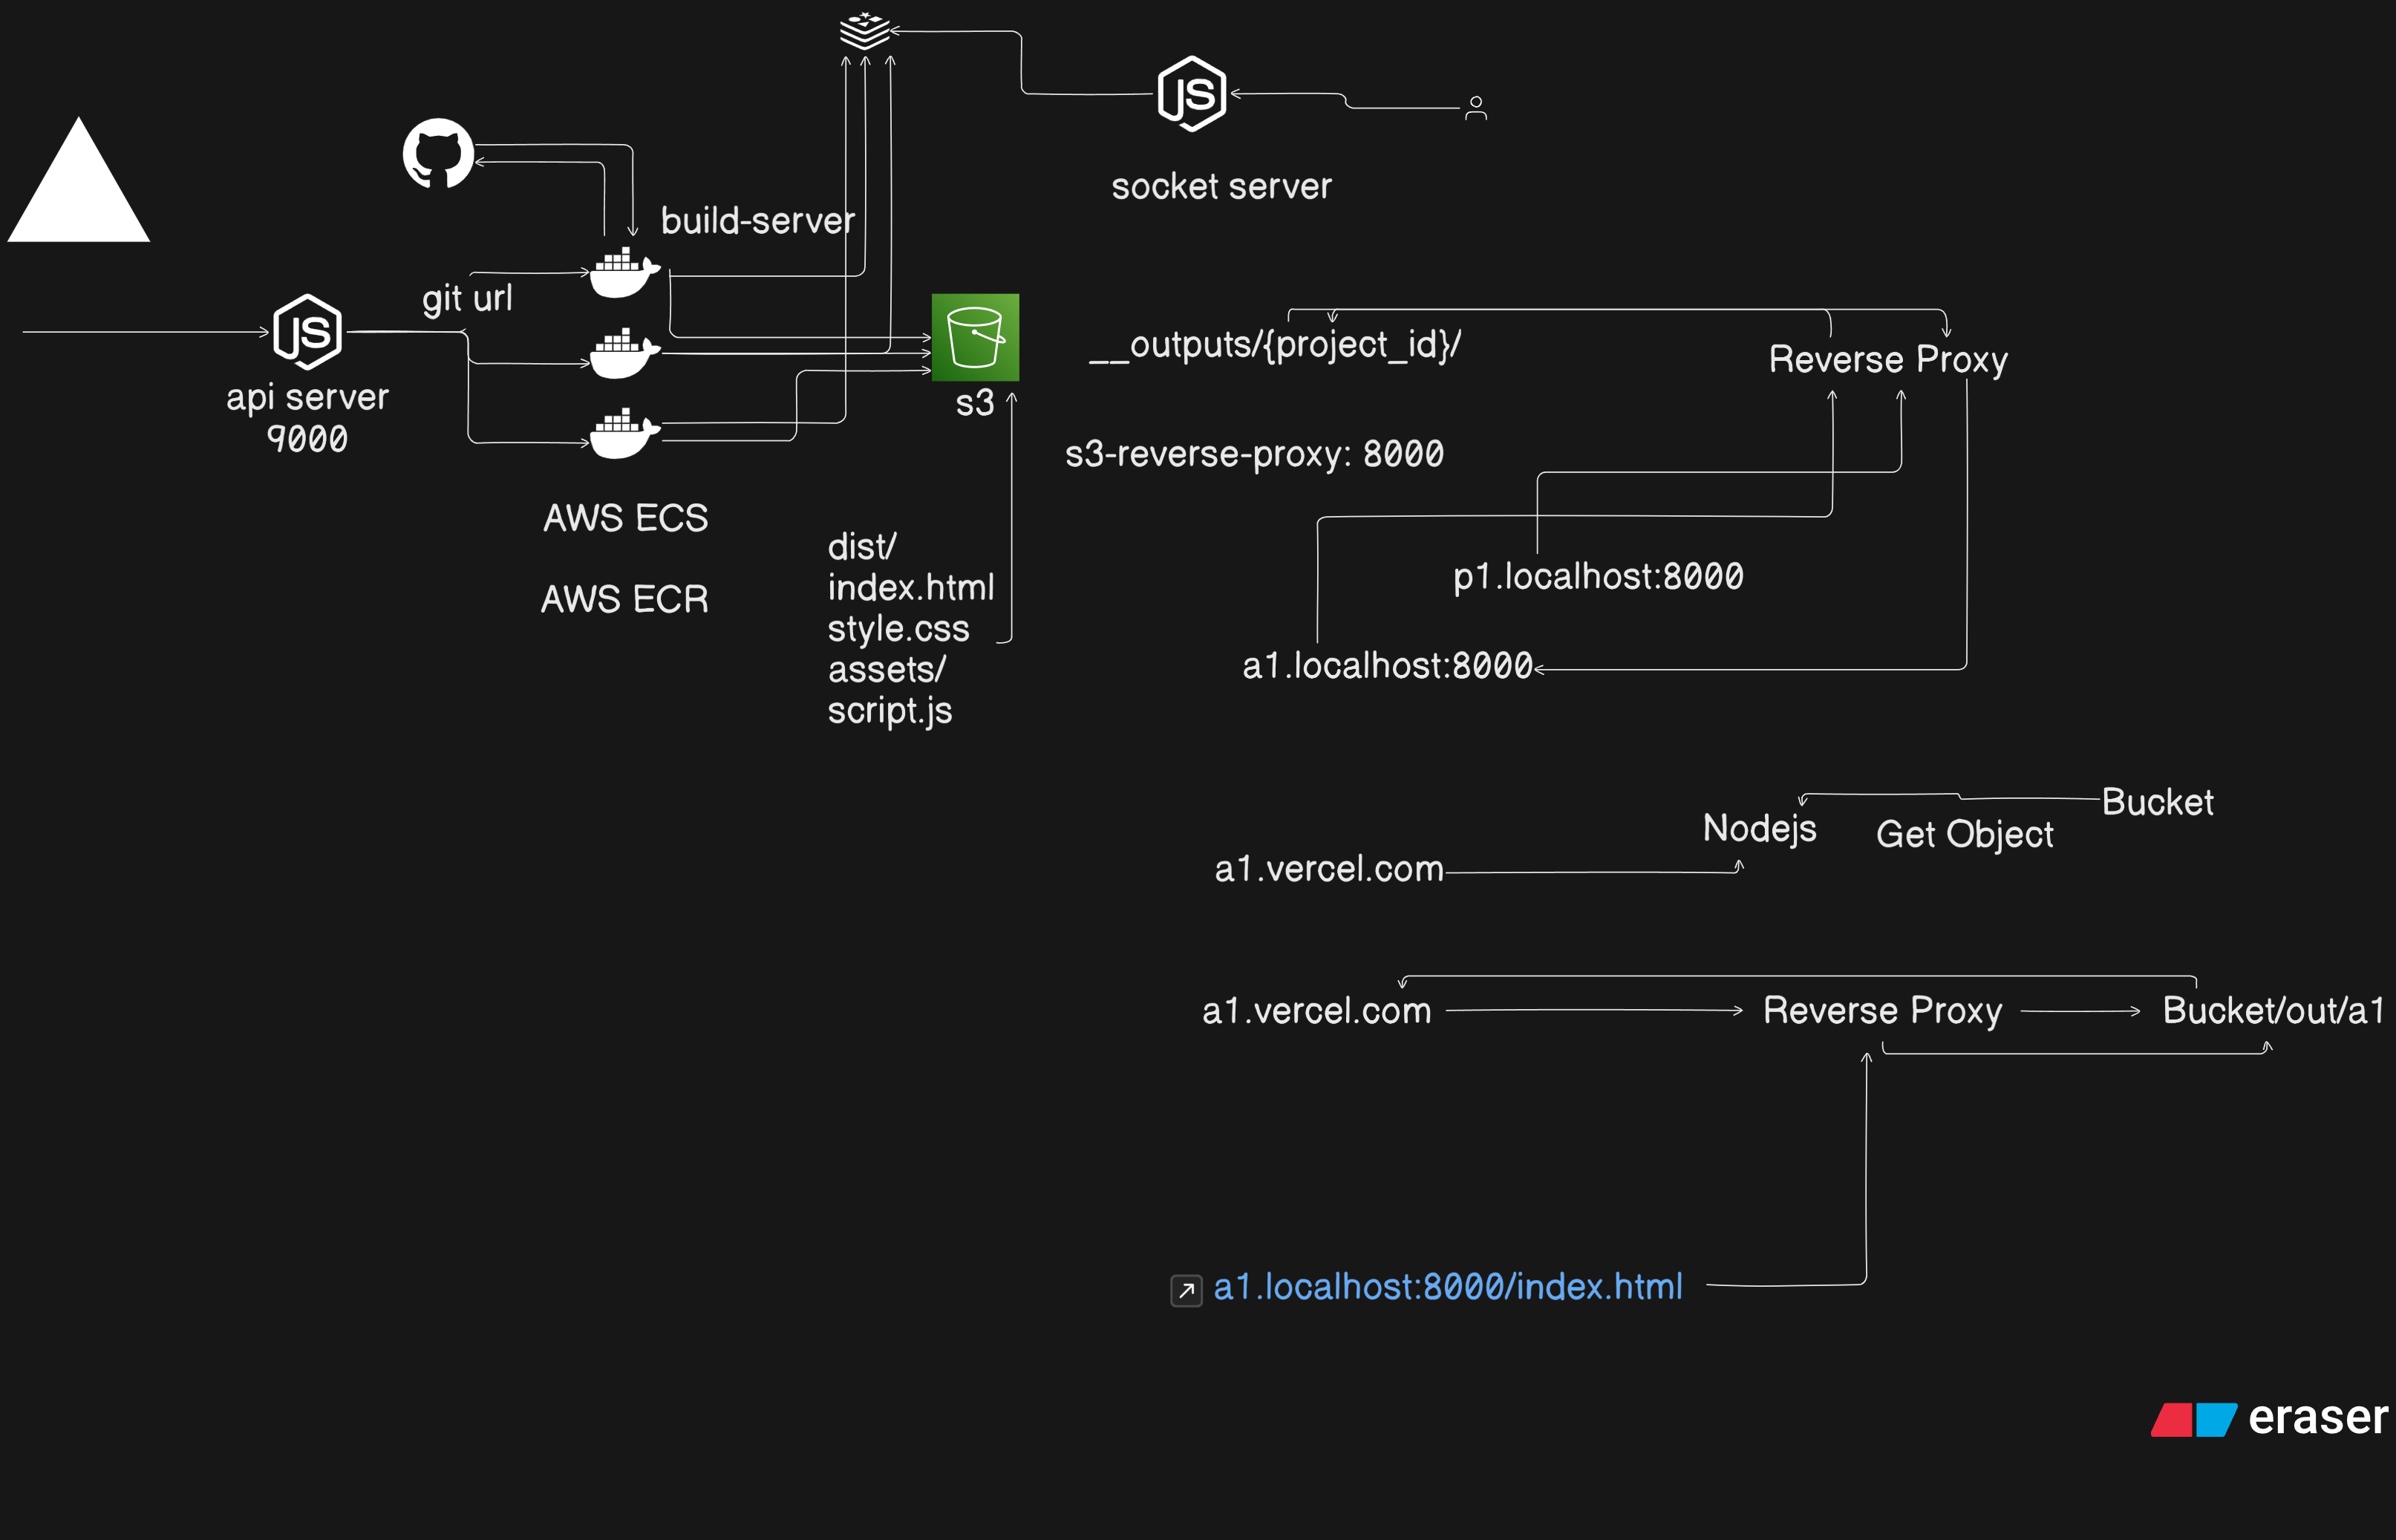 JS
socket server
build-server
git url
JS
api server
9000
s3
AWS ECS
AWS ECR
dist/
index.html
style.css
assets/
script.js
__outputs/{project_id}/
Reverse Proxy
s3-reverse-proxy: 8000
p1.localhost:8000
a1.localhost:8000
Bucket
Nodejs
Get Object
a1.vercel.com
a1.vercel.com
Reverse Proxy
Bucket/out/a1
a1.localhost:8000/index.html
eraser